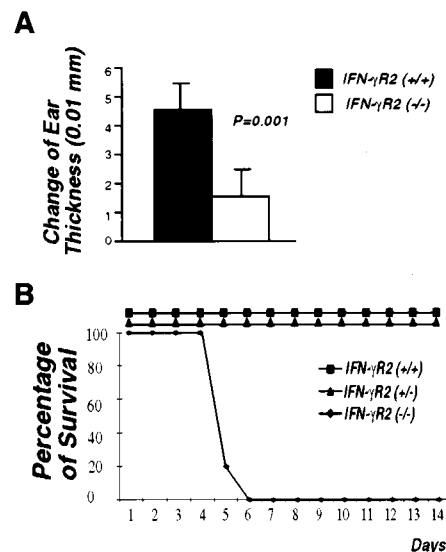 A
Change of Ear
Thickness (0.01 mm)
6
5
4
3
2
1
0
P=0.001
IFN-γR2 (+/+)
IFN-γR2 (-/-)
B
Percentage
of Survival
100
80
60
40
20
0
IFN-γR2 (+/+)
IFN-γR2 (+/-)
IFN-γR2 (-/-)
1 2 3 4 5 6 7 8 9 10 11 12 13 14
Days